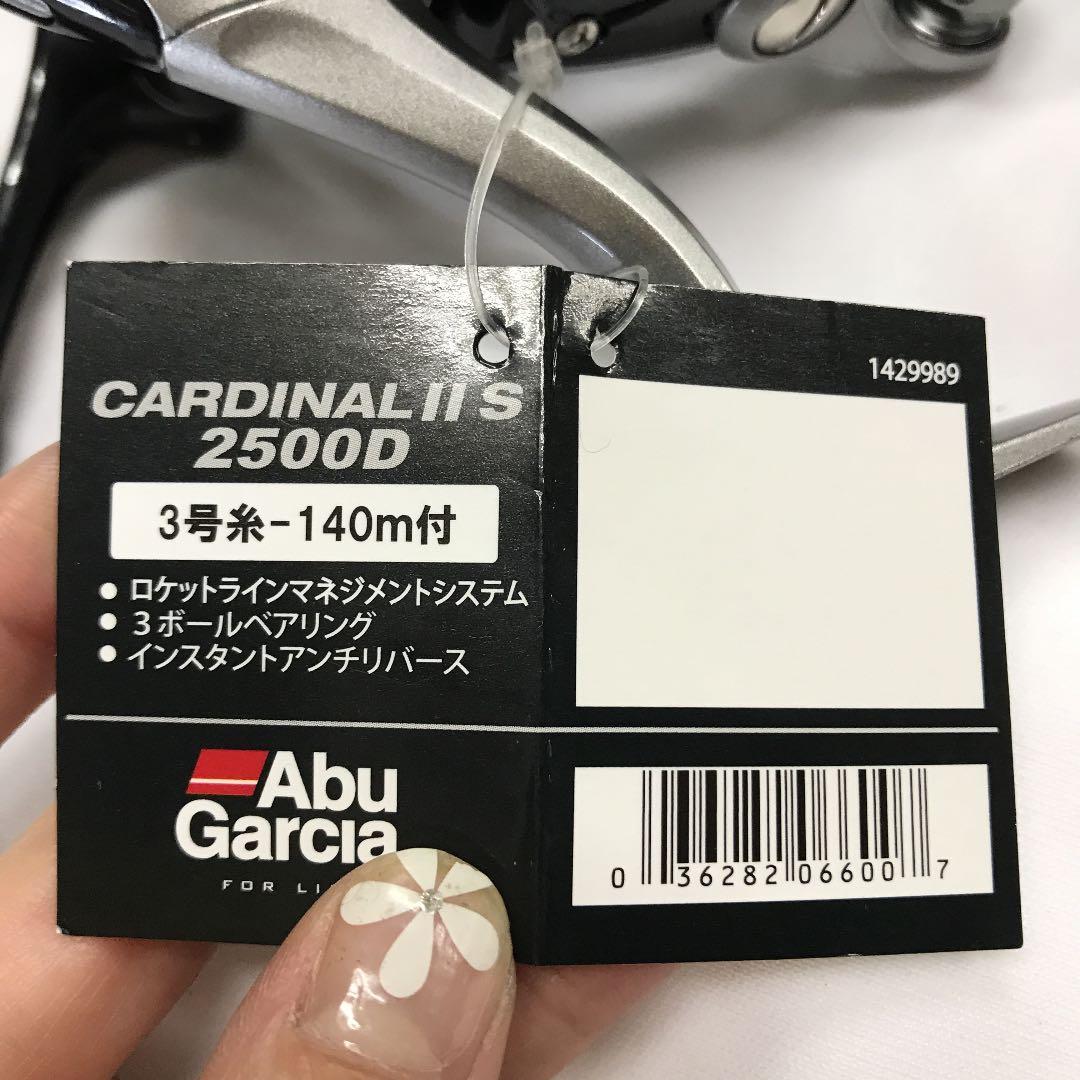 CARDINAL II S
2500D
3号糸-140m付
● ロケットラインマネジメントシステム
● 3ボールベアリング
● インスタントアンチリバース
Abu
Garcia
FOR
1429989
0 36282 06600 7